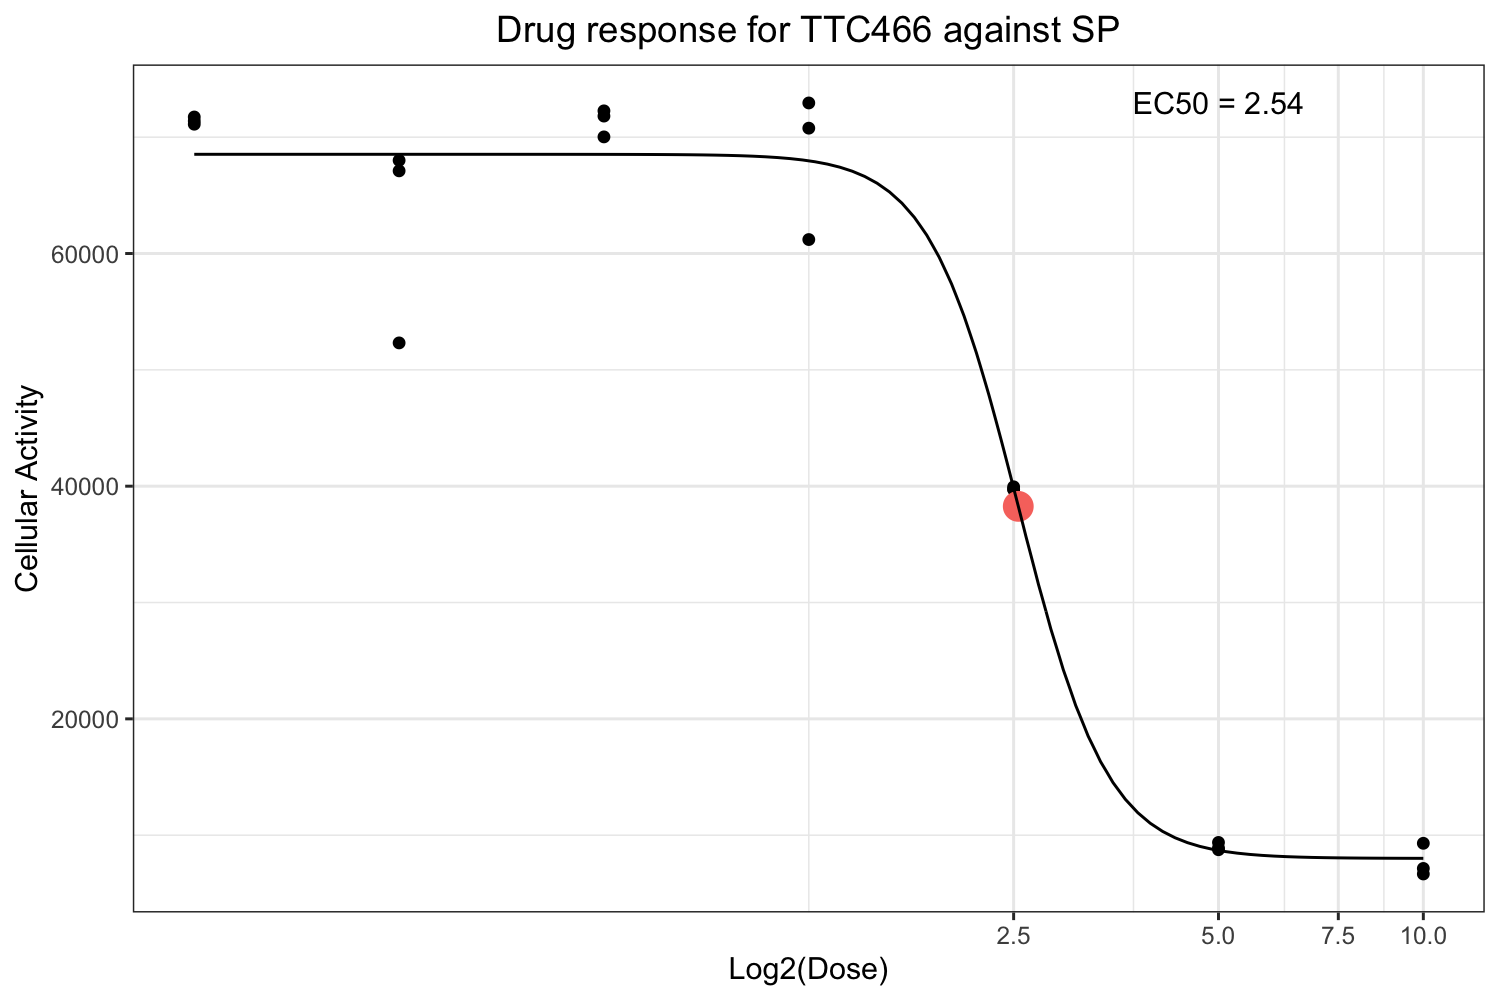 Drug response for TTC466 against SP
EC50 = 2.54
60000
40000
20000
Cellular Activity
2.5 5.0 7.5 10.0
Log2(Dose)